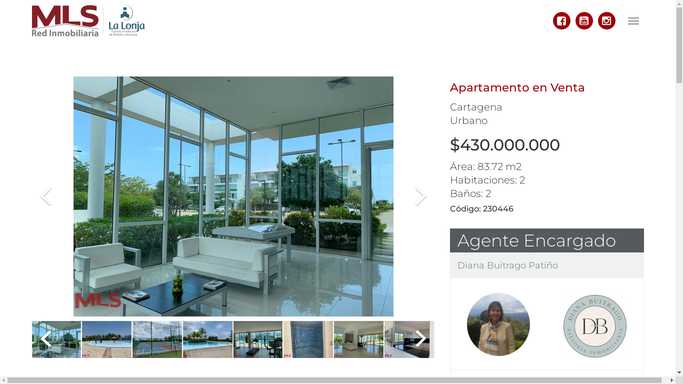 MLS
Red Inmobiliaria
La Lonja
Apartamento en Venta
Cartagena
Urbano
$430.000.000
Área: 83.72 m2
Habitaciones: 2
Baños: 2
Código: 230446
MLS
Agente Encargado
Diana Buitrago Patiño
DIANA BUITRAGO
DB